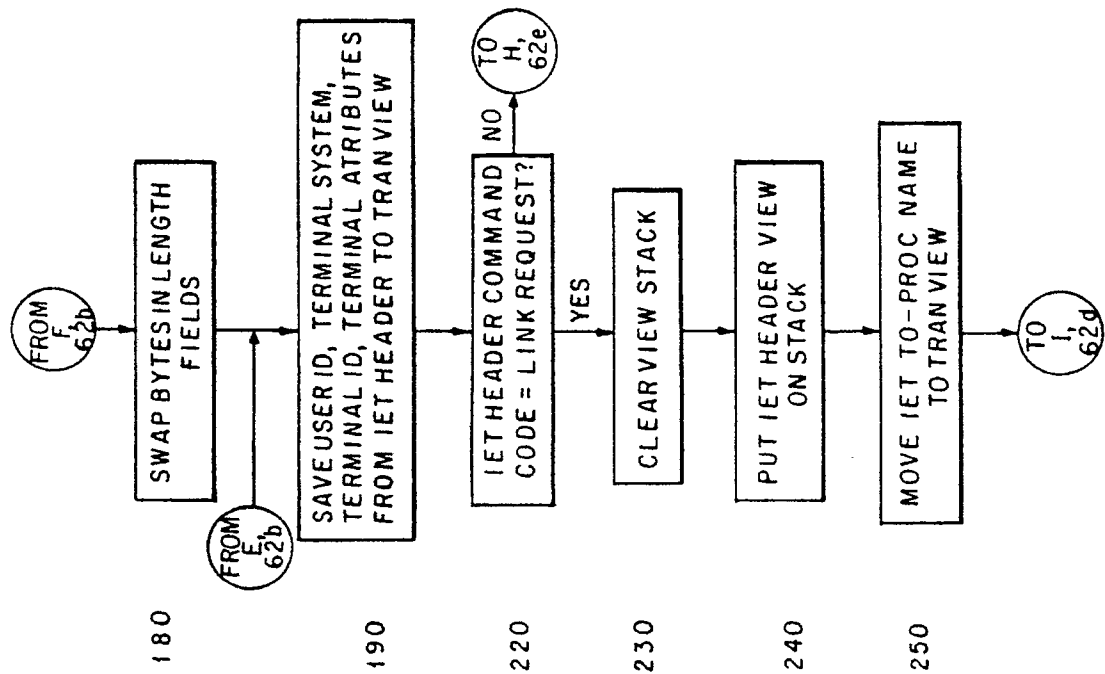 FROM
F,
62b
180
SWAP BYTES IN LENGTH
FIELDS
FROM
E,
62b
190
SAVE USER ID, TERMINAL SYSTEM,
TERMINAL ID, TERMINAL ATRIBUTES
FROM IET HEADER TO TRAN VIEW
220
IET HEADER COMMAND
CODE = LINK REQUEST?
NO
TO
H,
62e
YES
230
CLEAR VIEW STACK
240
PUT IET HEADER VIEW
ON STACK
250
MOVE IET TO-PROC NAME
TO TRAN VIEW
TO
I,
62d